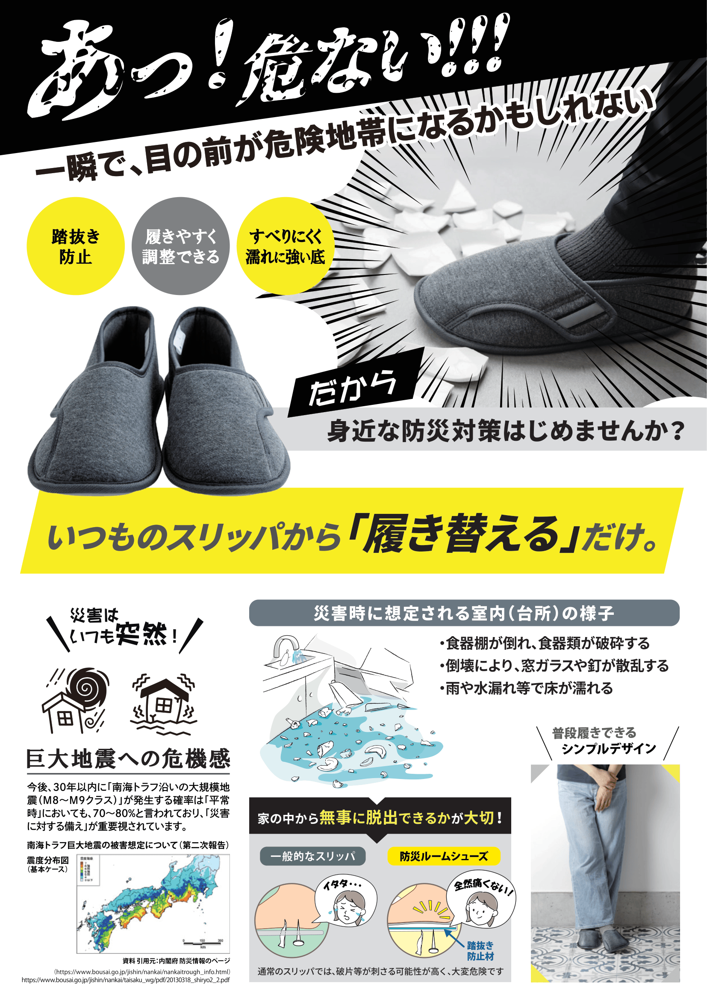 あっ！危ない!!!
一瞬で、目の前が危険地帯になるかもしれない
踏抜き
防止
履きやすく
調整できる
すべりにくく
濡れに強い底
だから
身近な防災対策はじめませんか？
いつものスリッパから「履き替える」だけ。
災害は
いつも突然！
巨大地震への危機感
今後、30年以内に「南海トラフ沿いの大規模地
震（M8〜M9クラス）」が発生する確率は「平常
時」においても、70〜80%と言われており、「災害
に対する備え」が重要視されています。
南海トラフ巨大地震の被害想定について（第二次報告）
震度分布図
（基本ケース）
震度階級
0 150 300
km
資料 引用元：内閣府 防災情報のページ
（https://www.bousai.go.jp/jishin/nankai/nankaitrough_info.html）
https://www.bousai.go.jp/jishin/nankai/taisaku_wg/pdf/20130318_shiryo2_2.pdf
災害時に想定される室内（台所）の様子
・食器棚が倒れ、食器類が破砕する
・倒壊により、窓ガラスや釘が散乱する
・雨や水漏れ等で床が濡れる
家の中から無事に脱出できるかが大切！
一般的なスリッパ
防災ルームシューズ
イタタ・・・
全然痛くない！
踏抜き
防止材
通常のスリッパでは、破片等が刺さる可能性が高く、大変危険です
普段履きできる
シンプルデザイン